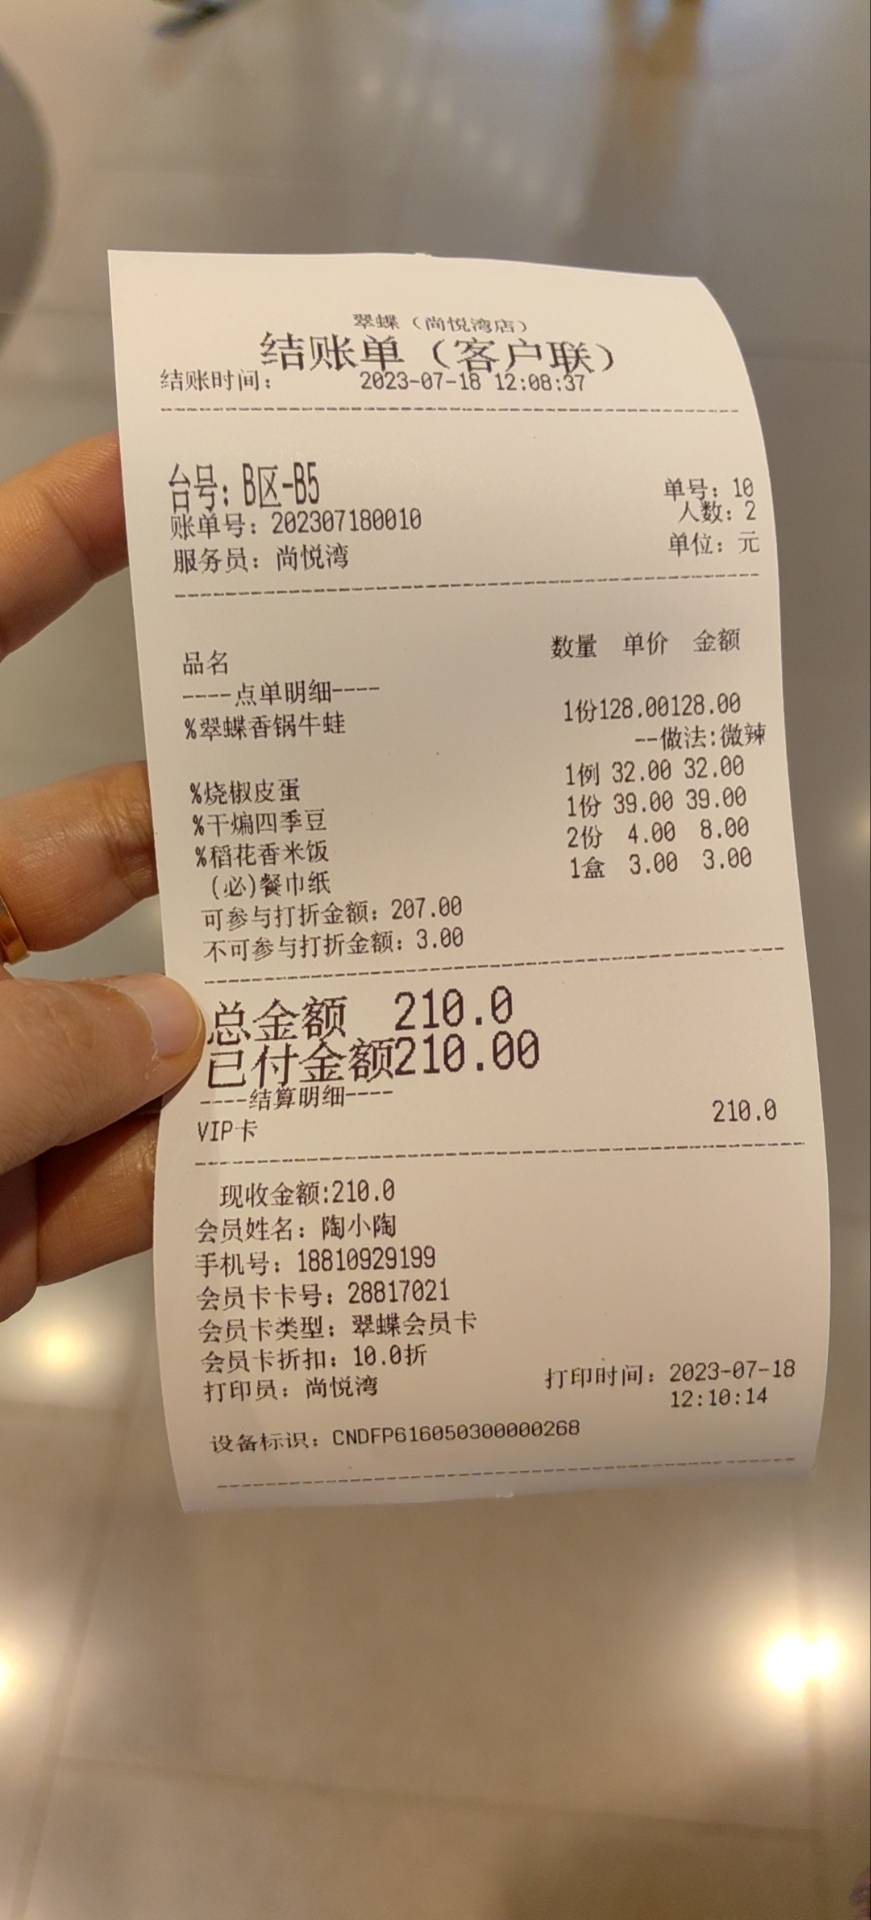 翠蝶（尚悦湾店）
结账单（客户联）
结账时间： 2023-07-18 12:08:37
台号：B区-B5 单号：10
账单号：202307180010 人数：2
服务员：尚悦湾 单位：元
品名 数量 单价 金额
----点单明细----
%翠蝶香锅牛蛙 1份128.00128.00
--做法:微辣
%烧椒皮蛋 1例 32.00 32.00
%干煸四季豆 1份 39.00 39.00
%稻花香米饭 2份 4.00 8.00
(必)餐巾纸 1盒 3.00 3.00
可参与打折金额：207.00
不可参与打折金额：3.00
总金额 210.0
已付金额210.00
----结算明细----
VIP卡 210.0
现收金额:210.0
会员姓名：陶小陶
手机号：18810929199
会员卡卡号：28817021
会员卡类型：翠蝶会员卡
会员卡折扣：10.0折
打印员：尚悦湾 打印时间：2023-07-18
12:10:14
设备标识：CNDFP616050300000268